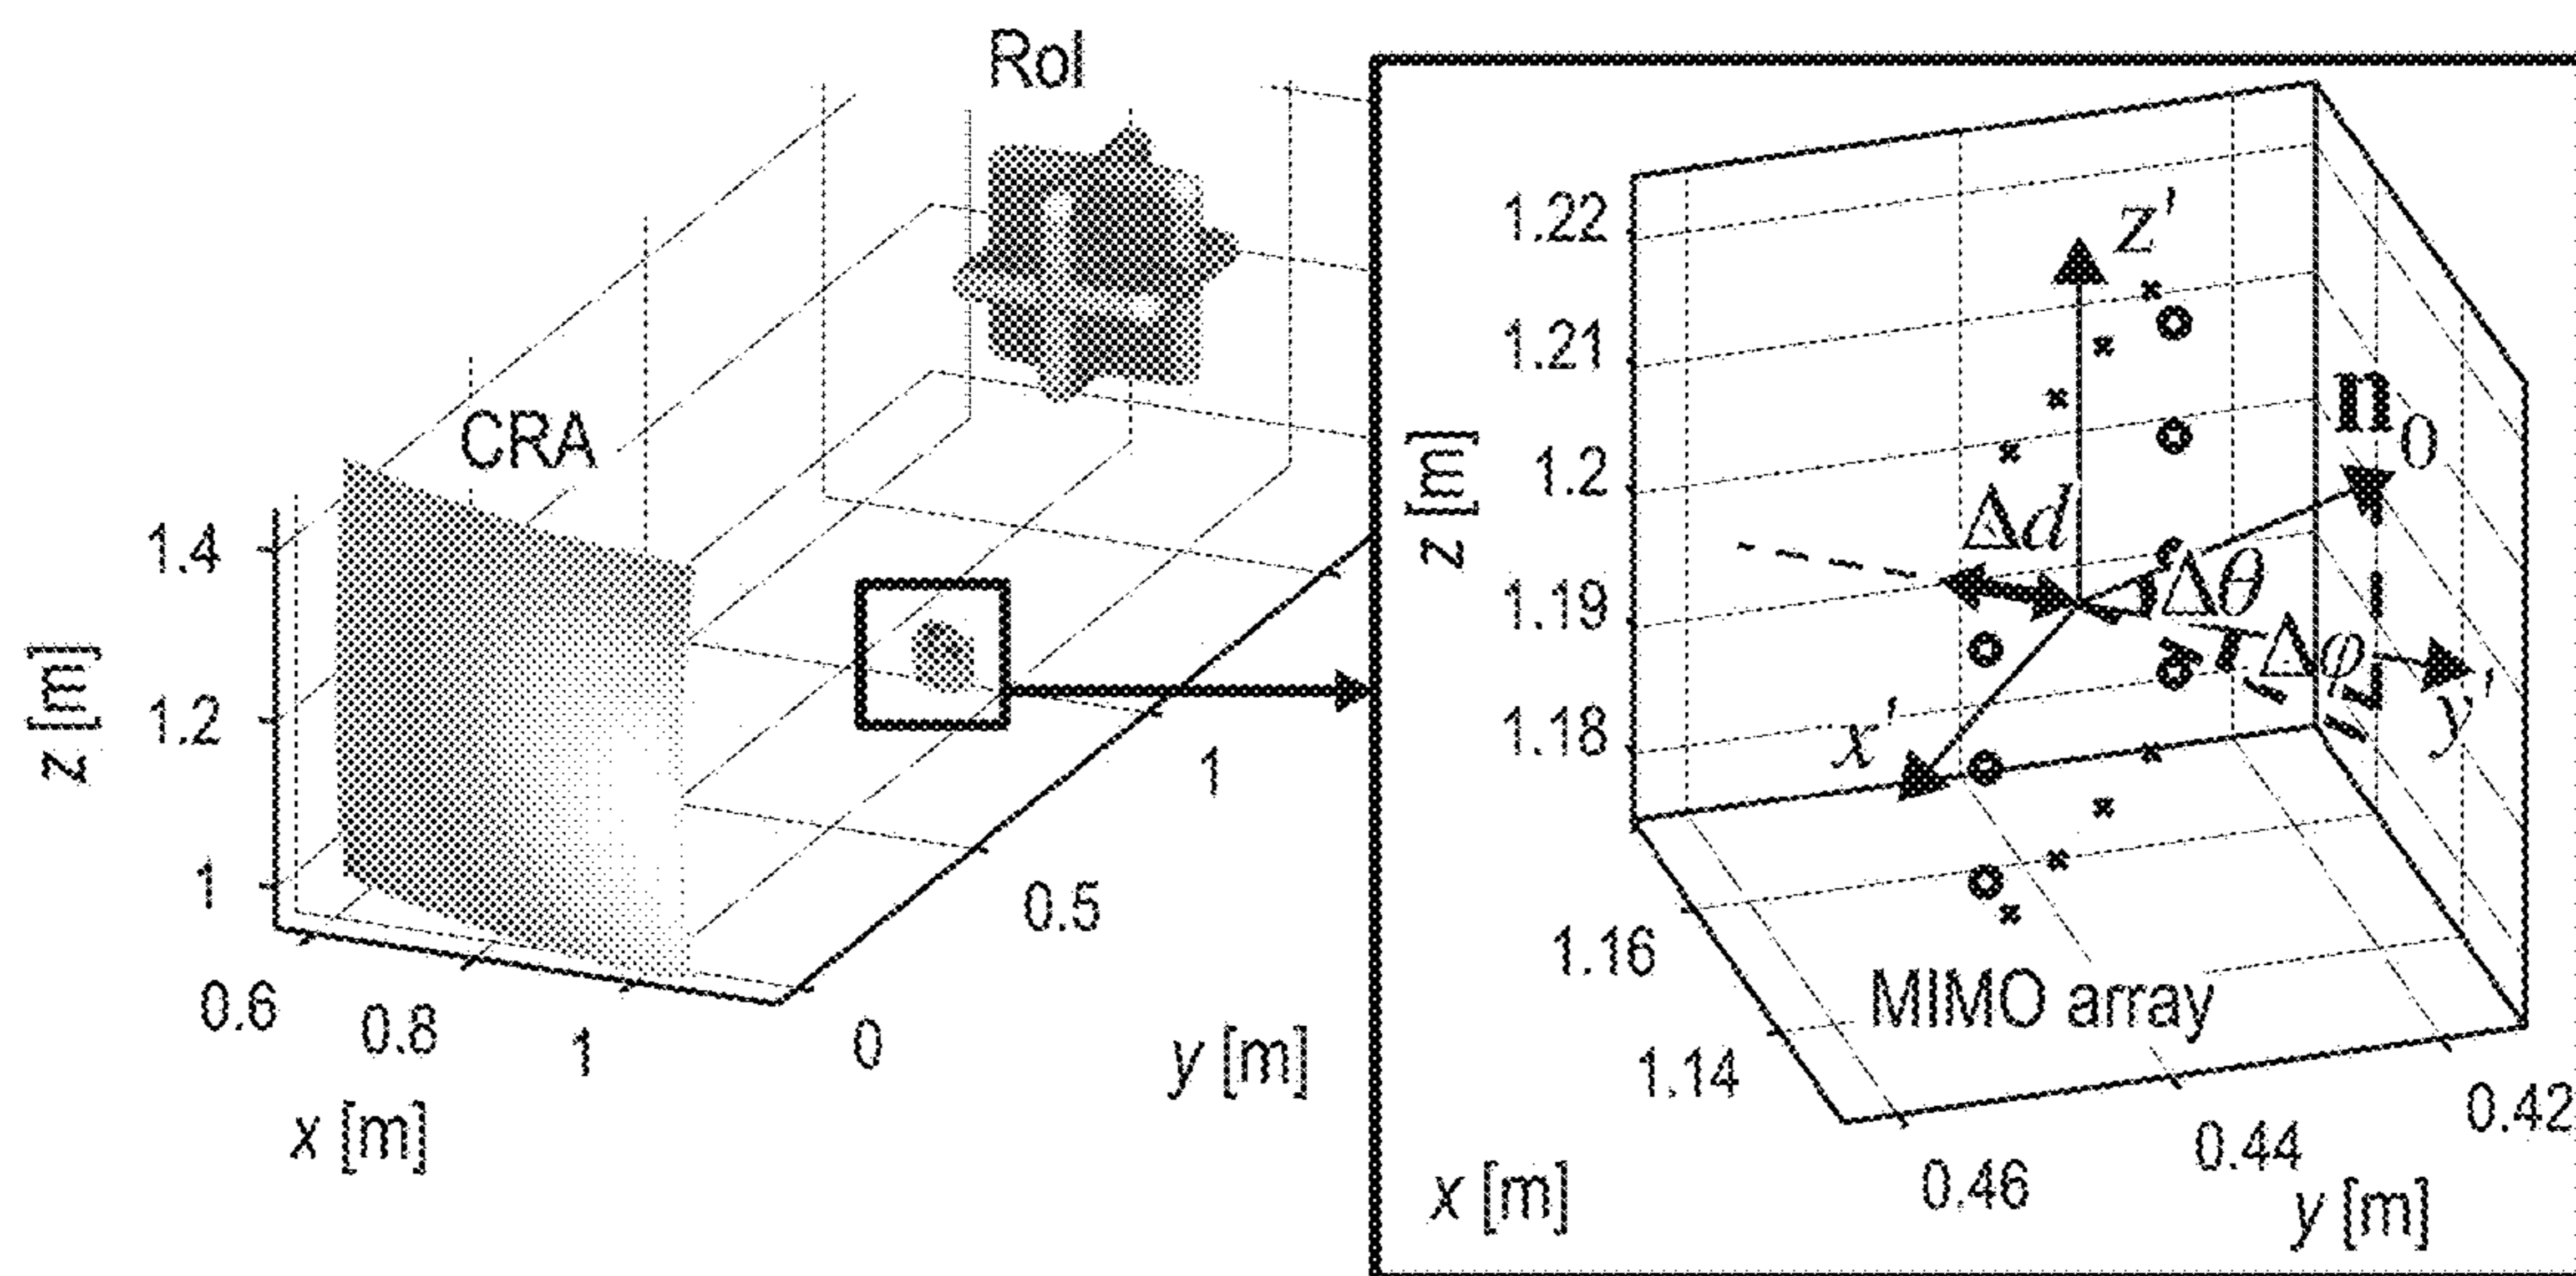 RoI
CRA
z [m]
1.4
1.2
1
0.6
0.8
1
x [m]
0
0.5
1
y [m]
z [m]
1.22
1.21
1.2
1.19
1.18
z'
n0
Δd
Δθ
Δφ
x'
y'
MIMO array
1.16
1.14
x [m]
0.46
0.44
0.42
y [m]